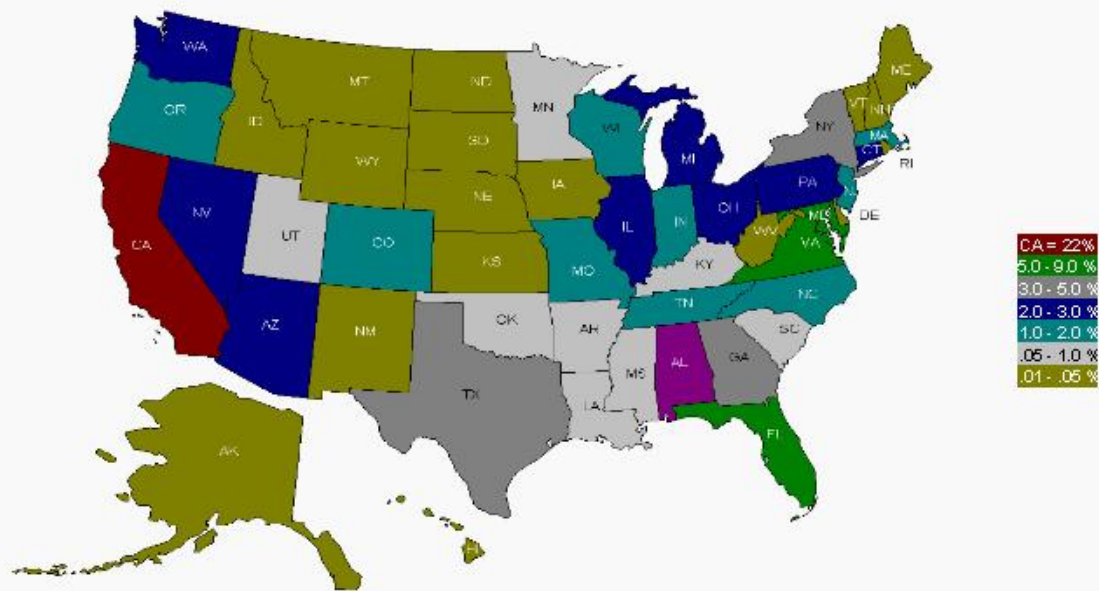 WA
MT
ND
ME
MN
OR
VT
NH
ID
SD
WI
NY
MA
WY
MI
CT
RI
IA
NE
PA
NV
OH
NJ
IL
IN
MD
DE
CA
UT
CO
WV
VA
KS
MO
KY
NC
TN
OK
AZ
NM
AR
SC
MS
AL
GA
TX
LA
FL
AK
HI
CA = 22%
5.0 - 9.0 %
3.0 - 5.0 %
2.0 - 3.0 %
1.0 - 2.0 %
.05 - 1.0 %
.01 - .05 %